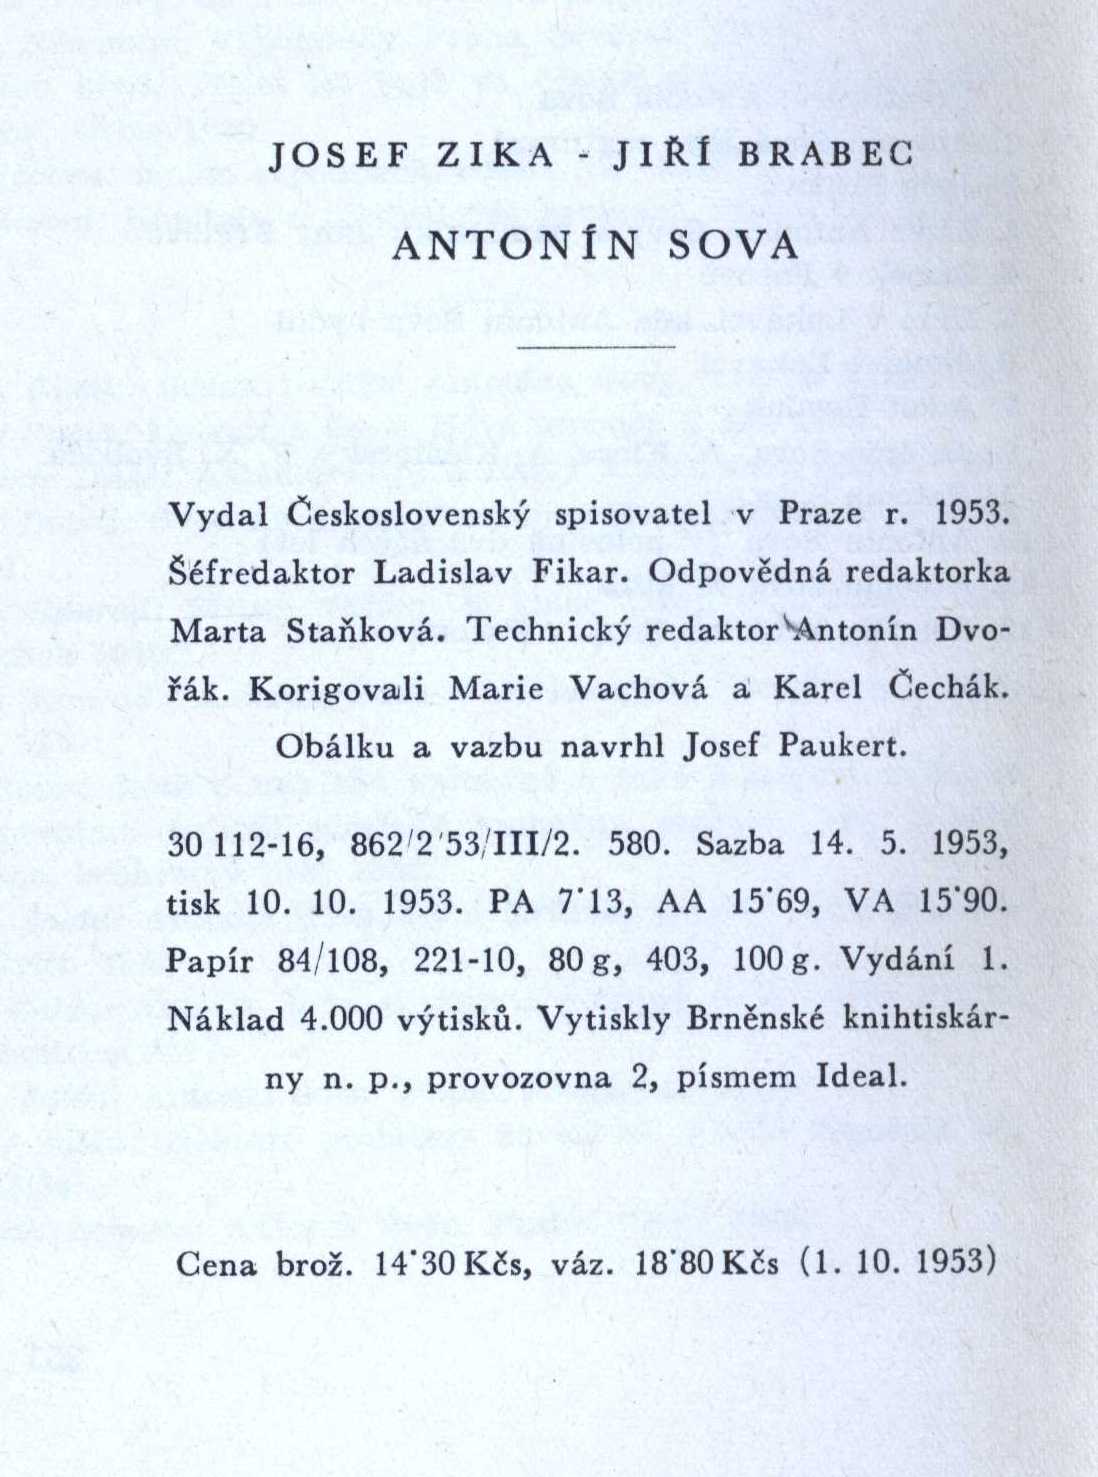 JOSEF ZIKA - JIŘÍ BRABEC
ANTONÍN SOVA
Vydal Československý spisovatel v Praze r. 1953.
Šéfredaktor Ladislav Fikar. Odpovědná redaktorka
Marta Staňková. Technický redaktor Antonín Dvo-
řák. Korigovali Marie Vachová a Karel Čechák.
Obálku a vazbu navrhl Josef Paukert.
30 112-16, 862/2 53/III/2. 580. Sazba 14. 5. 1953,
tisk 10. 10. 1953. PA 7˙13, AA 15˙69, VA 15˙90.
Papír 84/108, 221-10, 80 g, 403, 100 g. Vydání 1.
Náklad 4.000 výtisků. Vytiskly Brněnské knihtiskár-
ny n. p., provozovna 2, písmem Ideal.
Cena brož. 14˙30 Kčs, váz. 18˙80 Kčs (1. 10. 1953)